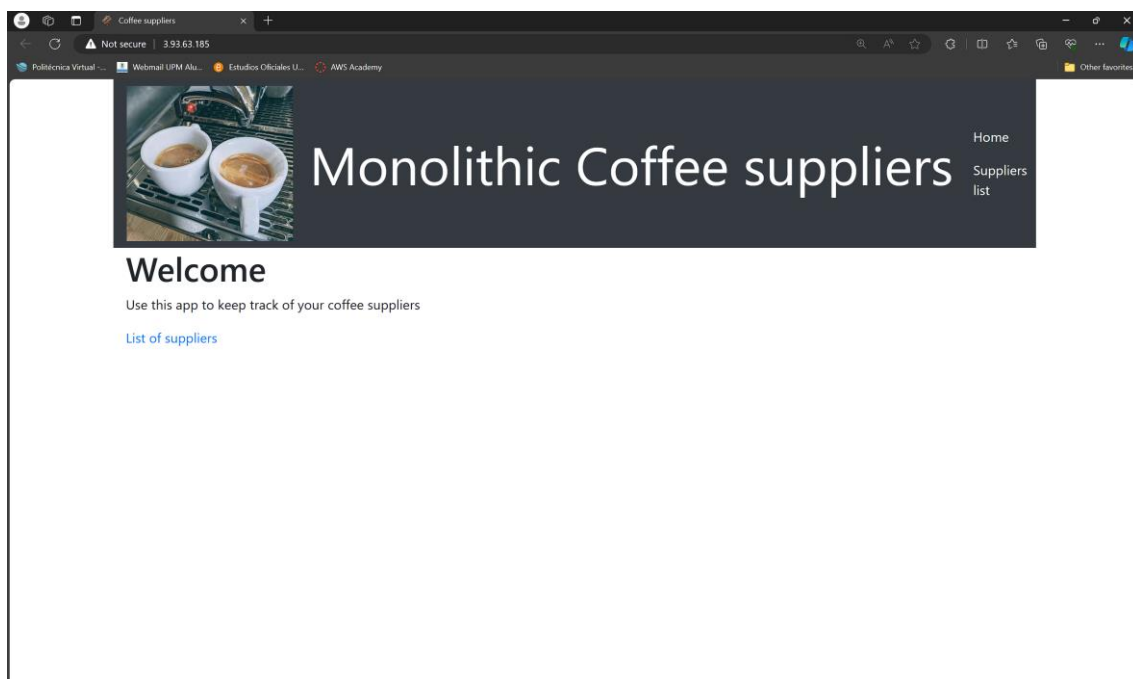 Coffee suppliers
Not secure | 3.93.63.185
Politécnica Virtual -... Webmail UPM Alu... Estudios Oficiales U... AWS Academy Other favorites
Monolithic Coffee suppliers
Home
Suppliers
list
Welcome
Use this app to keep track of your coffee suppliers
List of suppliers